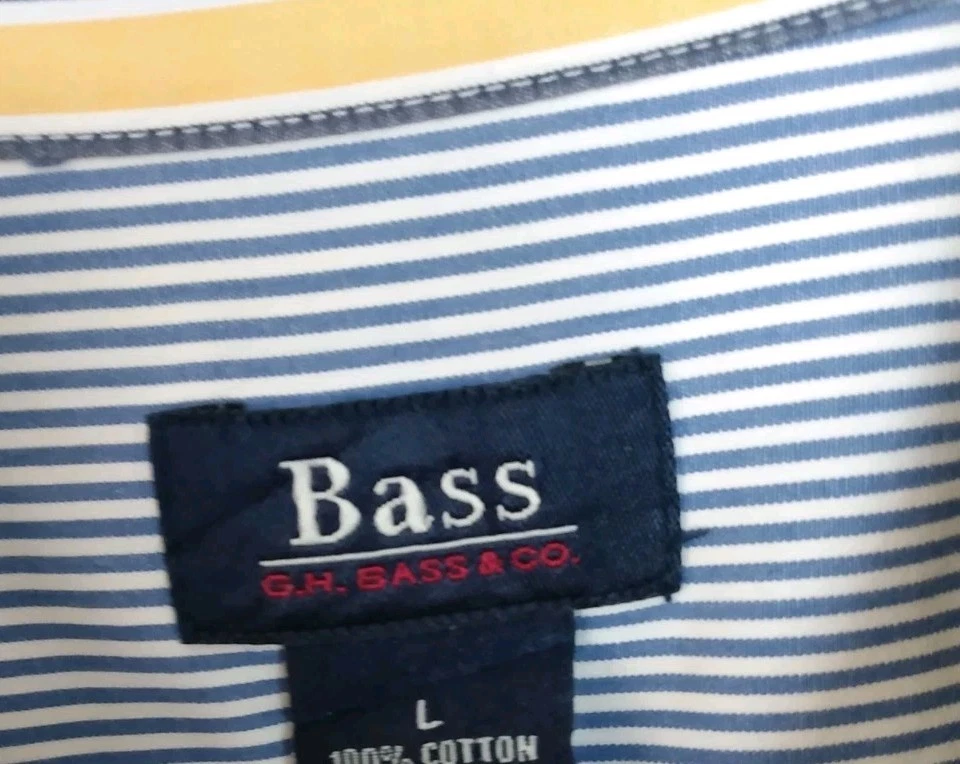 Bass
G.H. BASS & CO.
L
100% COTTON